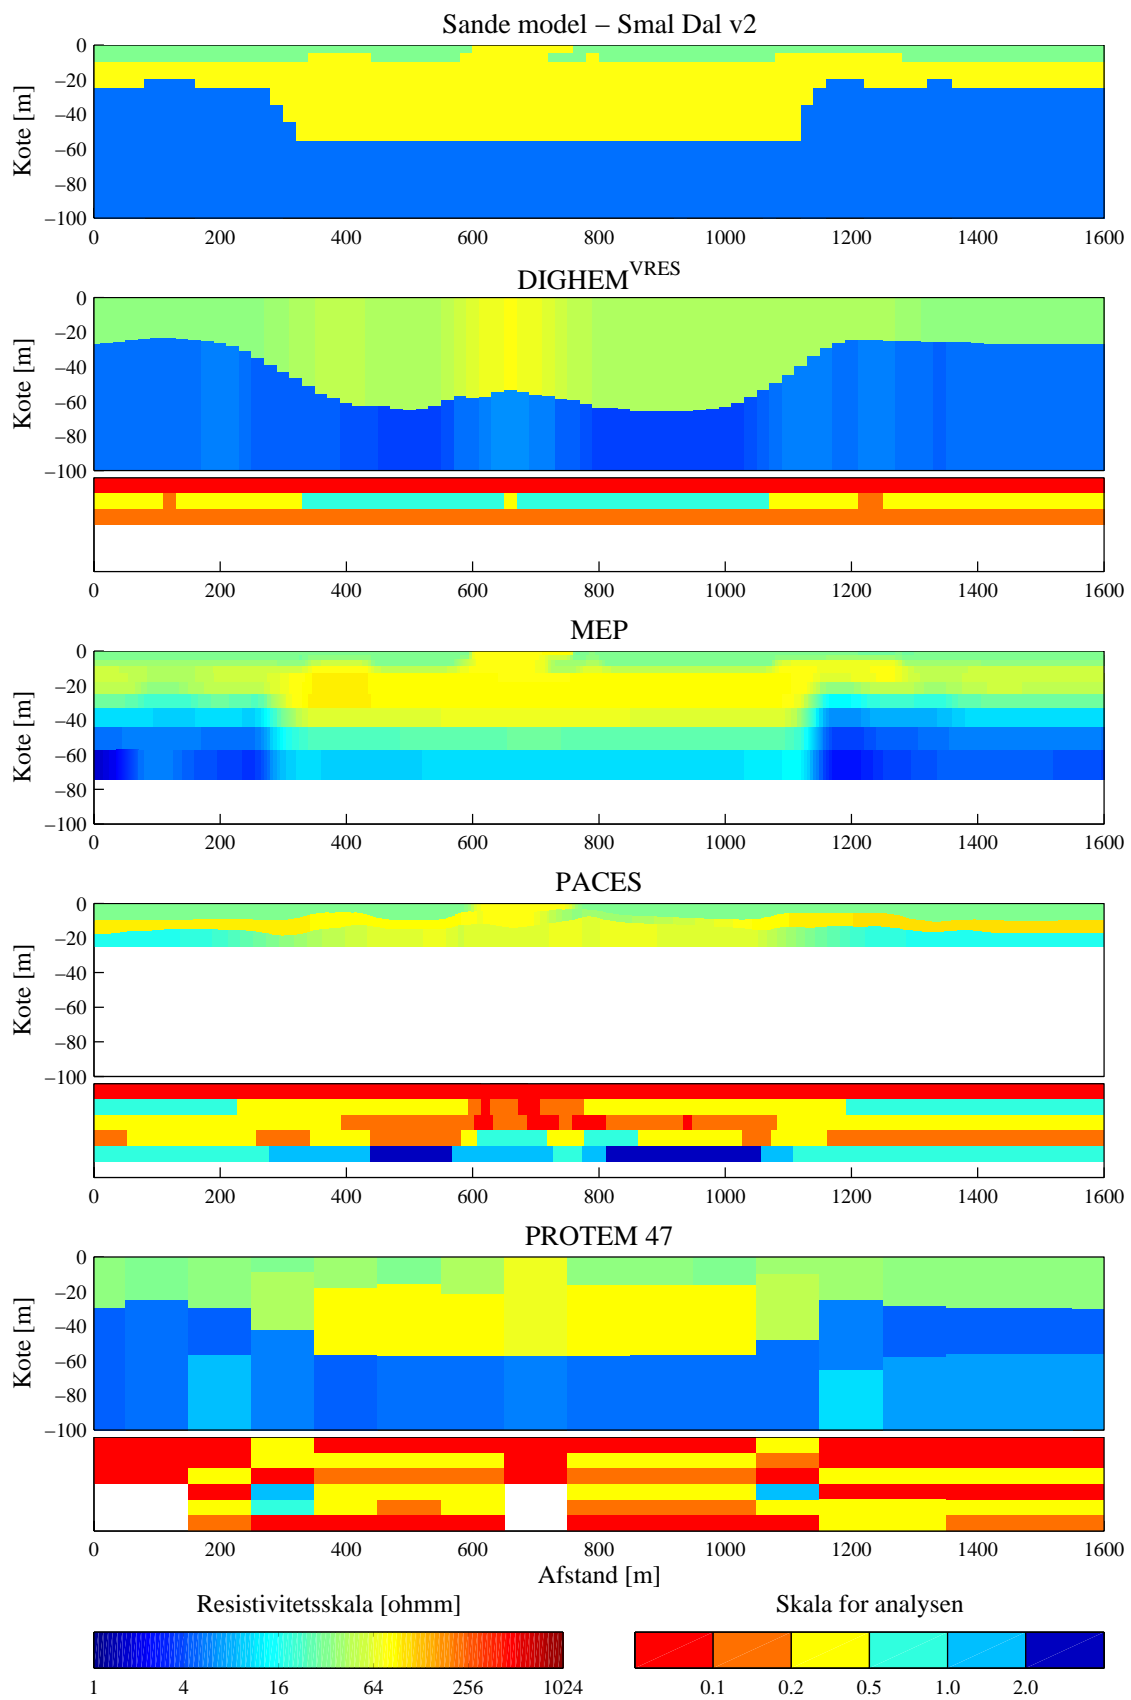 Sande model – Smal Dal v2
0
−20
−40
−60
−80
−100
Kote [m]
0 200 400 600 800 1000 1200 1400 1600
DIGHEM^VRES
0
−20
−40
−60
−80
−100
Kote [m]
0 200 400 600 800 1000 1200 1400 1600
MEP
0
−20
−40
−60
−80
−100
Kote [m]
0 200 400 600 800 1000 1200 1400 1600
PACES
0
−20
−40
−60
−80
−100
Kote [m]
0 200 400 600 800 1000 1200 1400 1600
PROTEM 47
0
−20
−40
−60
−80
−100
Kote [m]
0 200 400 600 800 1000 1200 1400 1600
Afstand [m]
Resistivitetsskala [ohmm]
1 4 16 64 256 1024
Skala for analysen
0.1 0.2 0.5 1.0 2.0